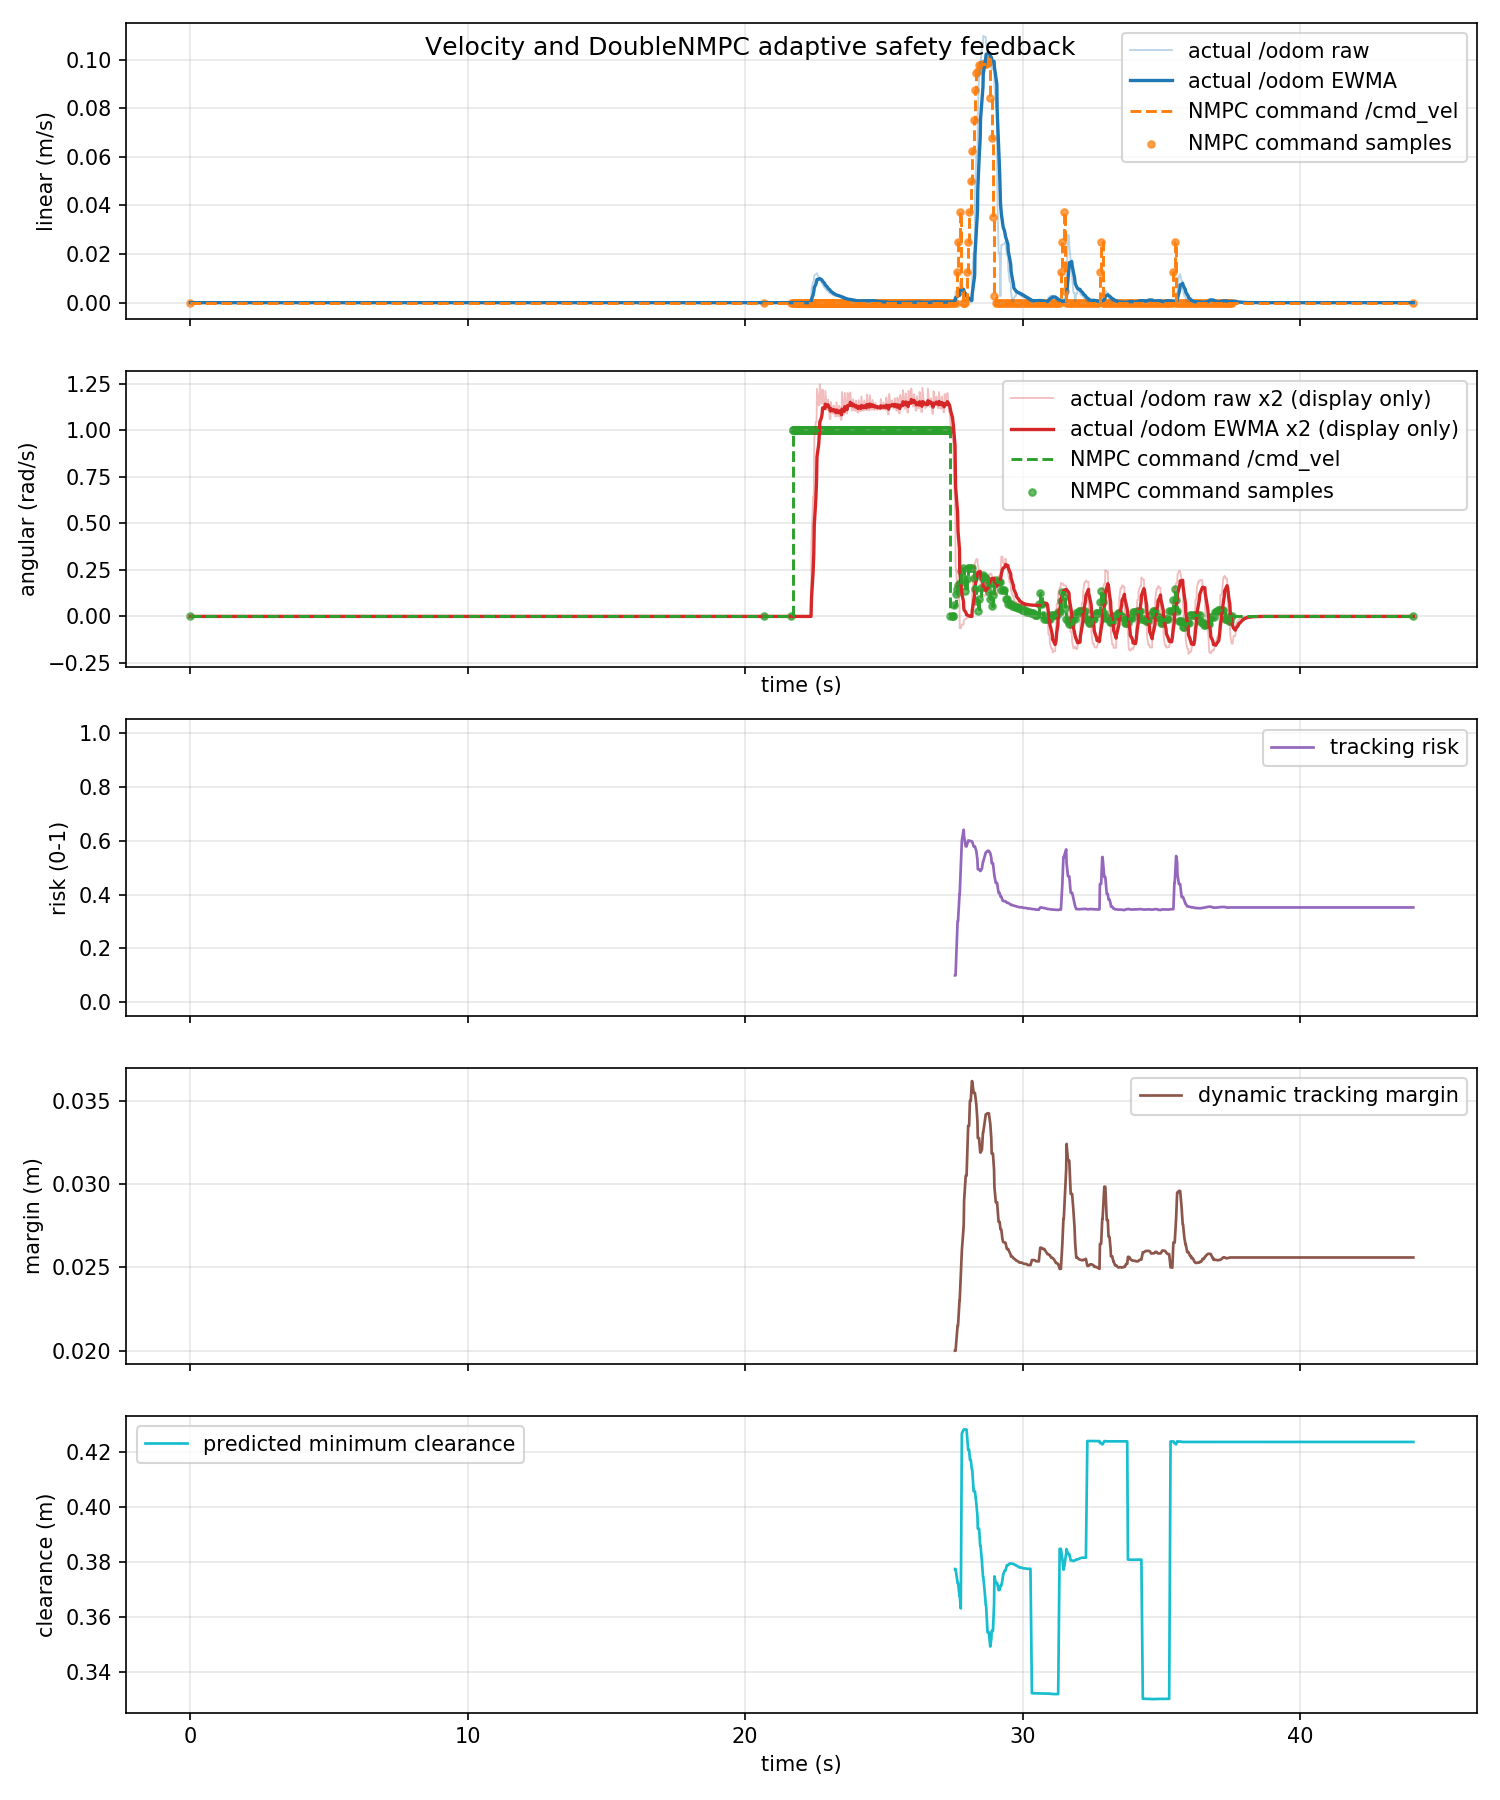 Velocity and DoubleNMPC adaptive safety feedback
actual /odom raw
actual /odom EWMA
NMPC command /cmd_vel
NMPC command samples
linear (m/s)
0.10
0.08
0.06
0.04
0.02
0.00
actual /odom raw x2 (display only)
actual /odom EWMA x2 (display only)
NMPC command /cmd_vel
NMPC command samples
angular (rad/s)
1.25
1.00
0.75
0.50
0.25
0.00
−0.25
time (s)
tracking risk
risk (0-1)
1.0
0.8
0.6
0.4
0.2
0.0
dynamic tracking margin
margin (m)
0.035
0.030
0.025
0.020
predicted minimum clearance
clearance (m)
0.42
0.40
0.38
0.36
0.34
0 10 20 30 40
time (s)